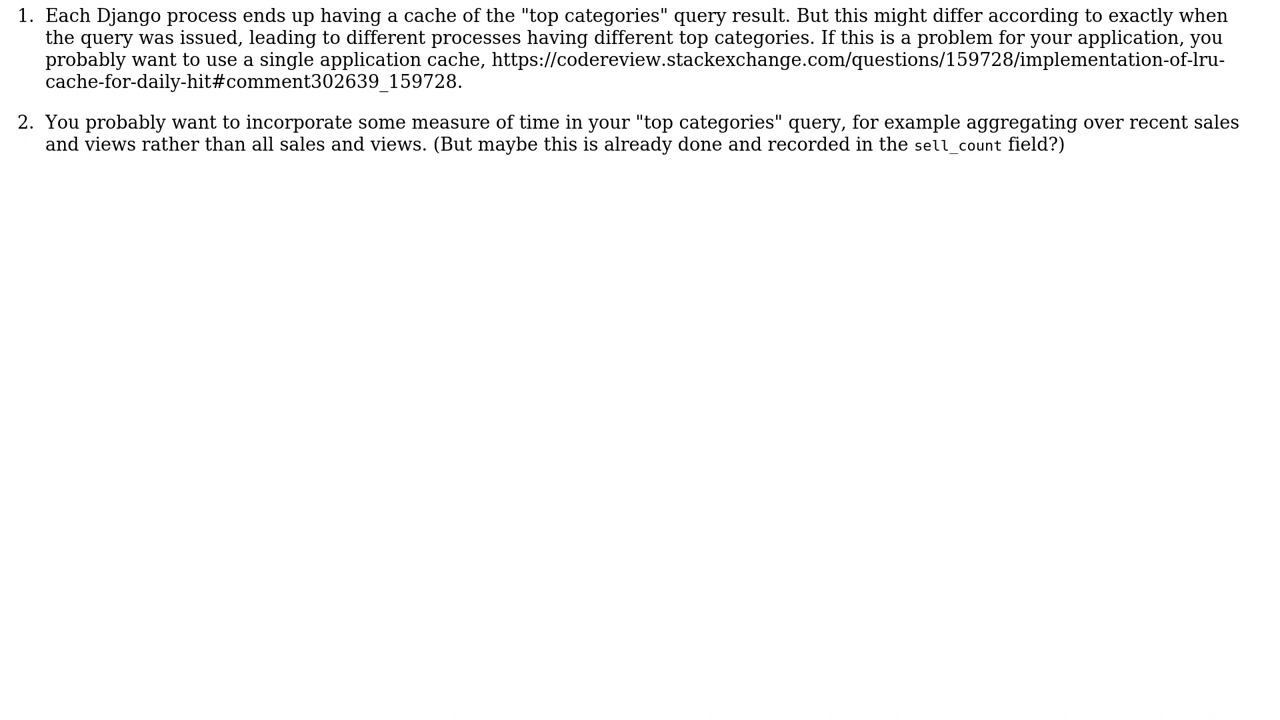 1. Each Django process ends up having a cache of the "top categories" query result. But this might differ according to exactly when
the query was issued, leading to different processes having different top categories. If this is a problem for your application, you
probably want to use a single application cache, https://codereview.stackexchange.com/questions/159728/implementation-of-lru-
cache-for-daily-hit#comment302639_159728.
2. You probably want to incorporate some measure of time in your "top categories" query, for example aggregating over recent sales
and views rather than all sales and views. (But maybe this is already done and recorded in the sell_count field?)